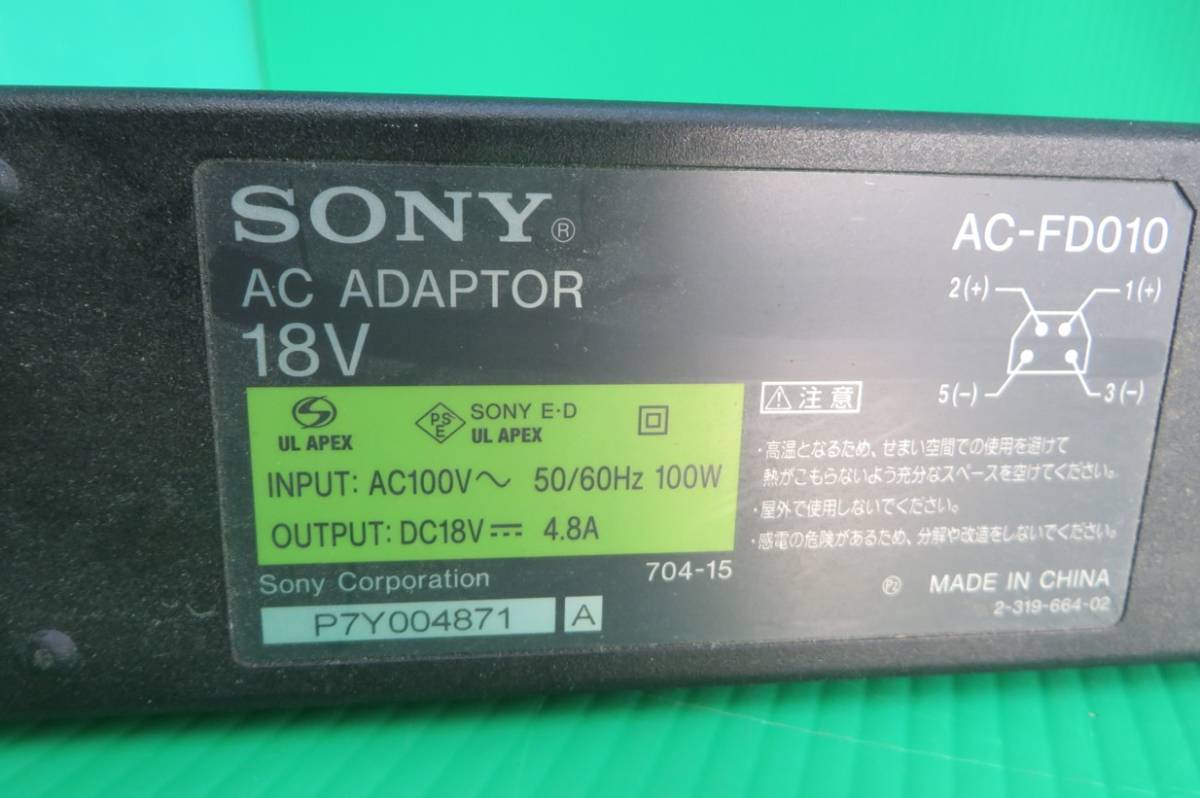 SONY®
AC ADAPTOR
18V
AC-FD010
2(+)
1(+)
5(-)
3(-)
UL APEX
PSE
SONY E·D
UL APEX
INPUT: AC100V～ 50/60Hz 100W
OUTPUT: DC18V⎓ 4.8A
Sony Corporation
704-15
P7Y004871
A
⚠注意
・高温となるため、せまい空間での使用を避けて
熱がこもらないよう充分なスペースを空けてください。
・屋外で使用しないでください。
・感電の危険があるため、分解や改造をしないでください。
Pz
MADE IN CHINA
2-319-664-02